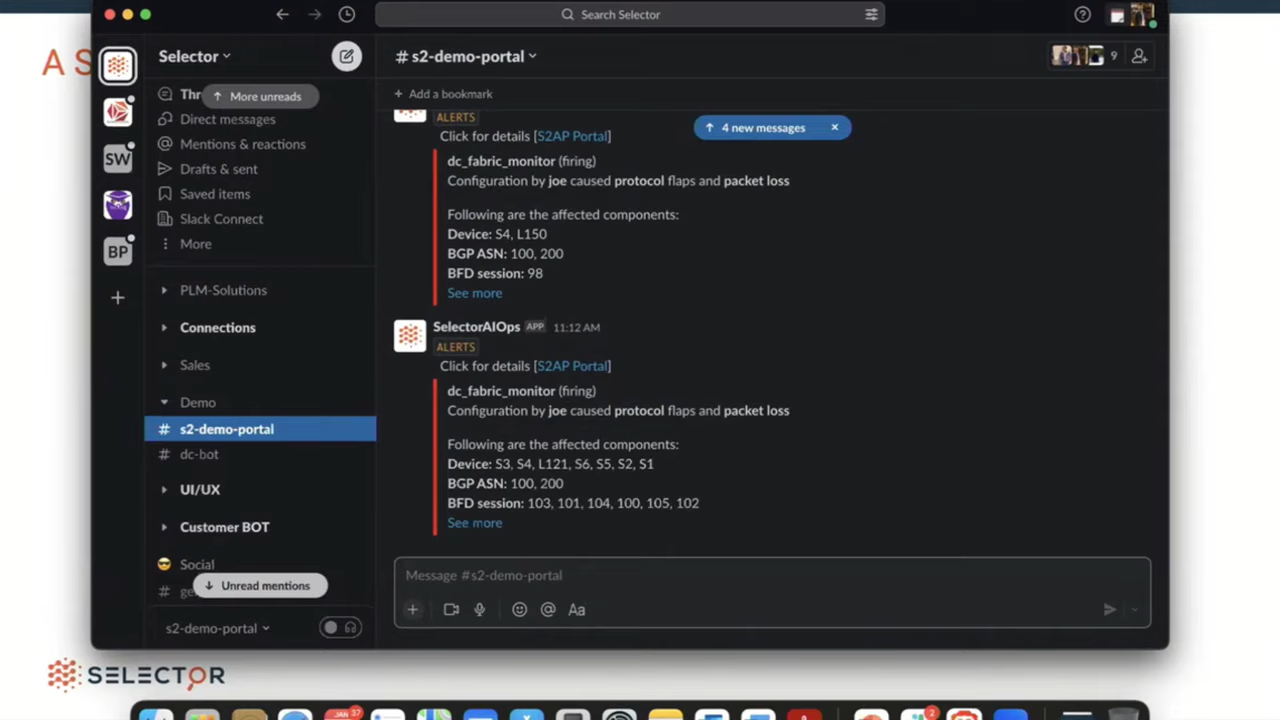 A S
Search Selector
Selector
# s2-demo-portal
9
Thr
More unreads
+ Add a bookmark
Direct messages
Mentions & reactions
Drafts & sent
Saved items
Slack Connect
More
SW
BP
+
PLM-Solutions
Connections
Sales
Demo
# s2-demo-portal
# dc-bot
UI/UX
Customer BOT
Social
# ge
Unread mentions
s2-demo-portal
4 new messages
ALERTS
Click for details [S2AP Portal]
dc_fabric_monitor (firing)
Configuration by joe caused protocol flaps and packet loss
Following are the affected components:
Device: S4, L150
BGP ASN: 100, 200
BFD session: 98
See more
SelectorAIOps APP 11:12 AM
ALERTS
Click for details [S2AP Portal]
dc_fabric_monitor (firing)
Configuration by joe caused protocol flaps and packet loss
Following are the affected components:
Device: S3, S4, L121, S6, S5, S2, S1
BGP ASN: 100, 200
BFD session: 103, 101, 104, 100, 105, 102
See more
Message #s2-demo-portal
Aa
SELECTOR
JAN
2